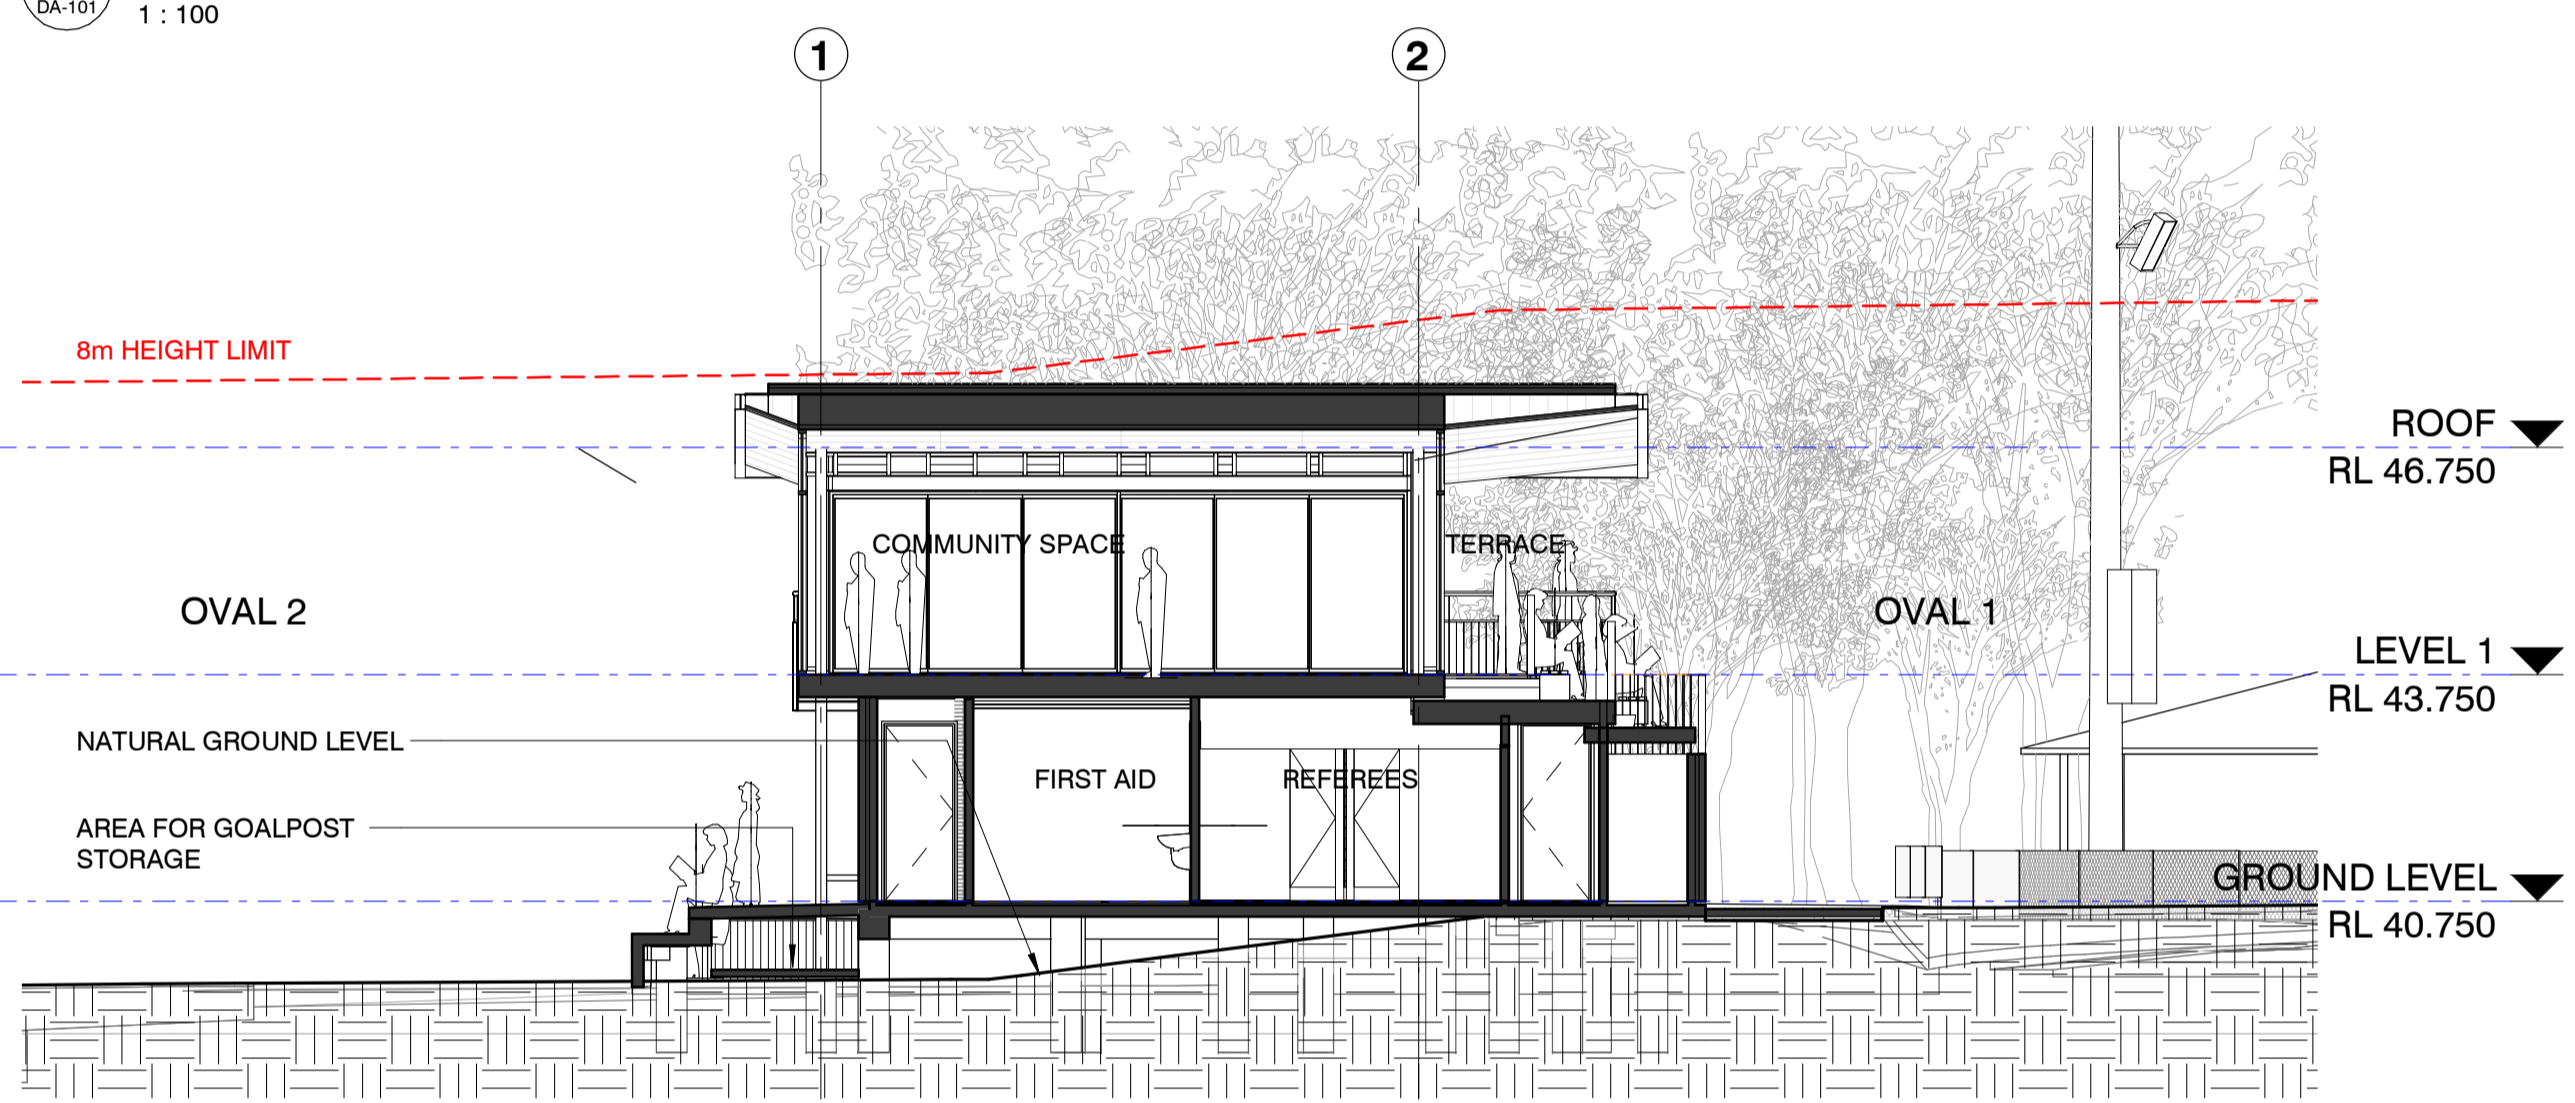 DA-101
1 : 100
1
2
8m HEIGHT LIMIT
ROOF
RL 46.750
COMMUNITY SPACE
TERRACE
OVAL 2
OVAL 1
LEVEL 1
RL 43.750
NATURAL GROUND LEVEL
FIRST AID
REFEREES
AREA FOR GOALPOST
STORAGE
GROUND LEVEL
RL 40.750